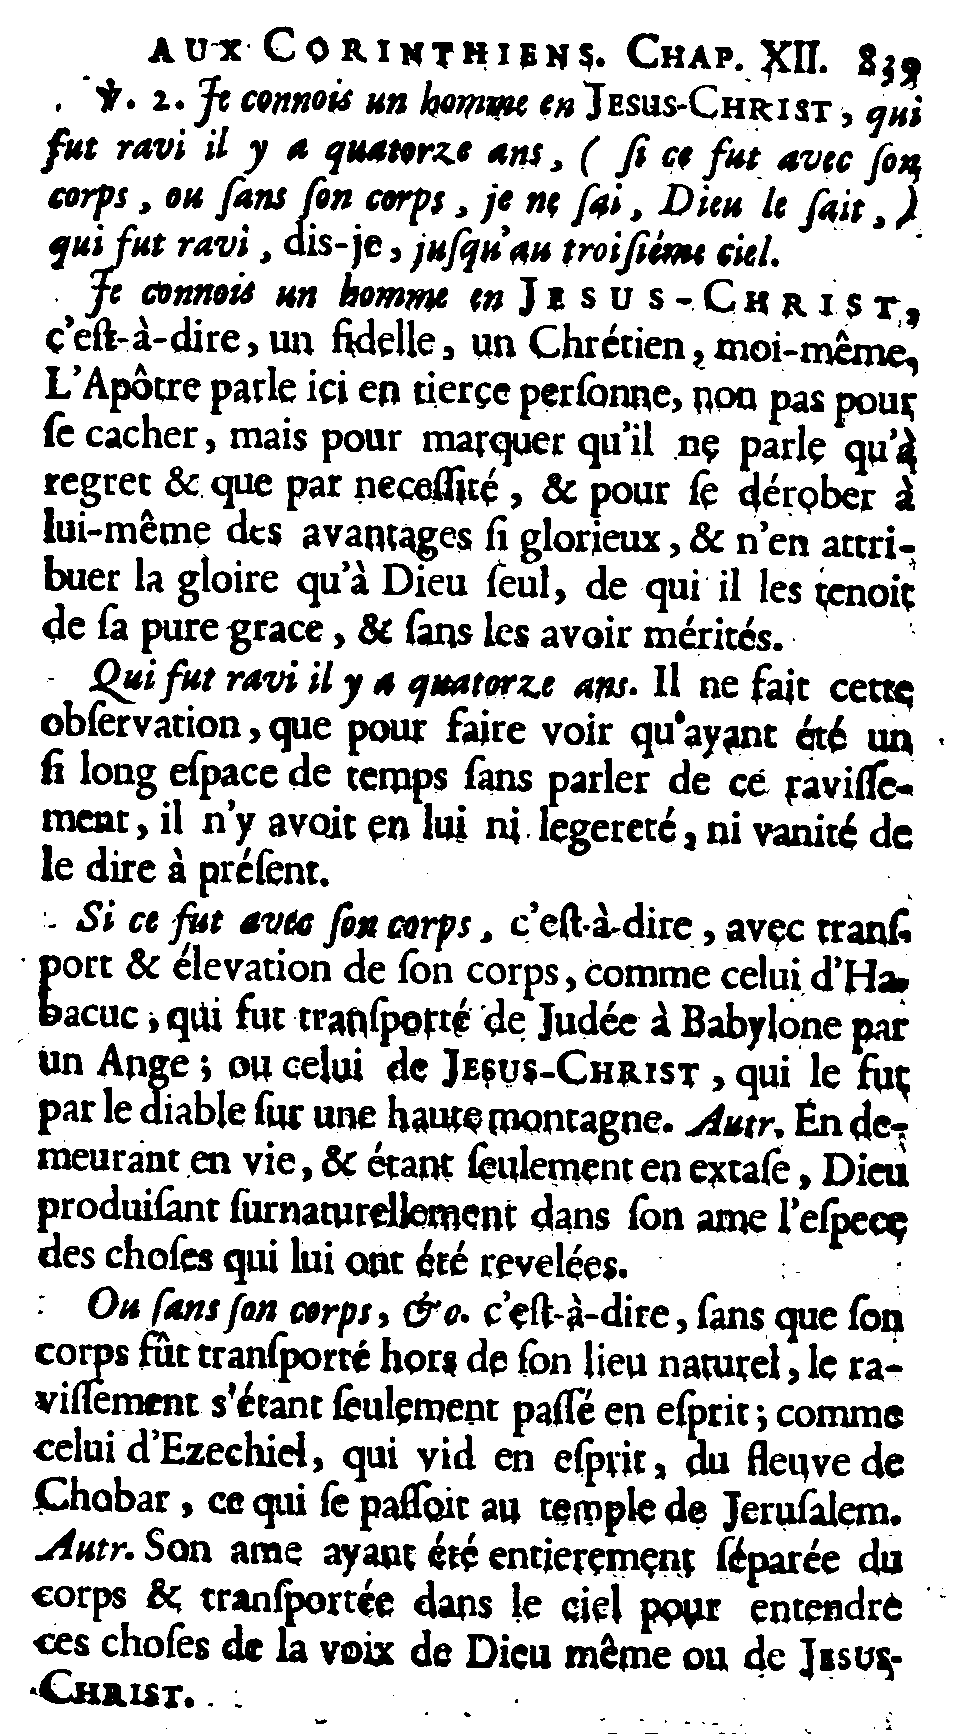 AUX CORINTHIENS. CHAP. XII. 839
℣. 2. Je connois un homme en JESUS-CHRIST, qui
fut ravi il y a quatorze ans, (ſi ce fut avec ſon
corps, ou ſans ſon corps, je ne ſai, Dieu le ſait,)
qui fut ravi, dis-je, juſqu'au troiſiéme ciel.
Je connois un homme en JESUS-CHRIST,
c'eſt-à-dire, un fidelle, un Chrétien, moi-même,
L'Apôtre parle ici en tierçe perſonne, non pas pour
ſe cacher, mais pour marquer qu'il ne parle qu'à
regret & que par neceſſité, & pour ſe dérober à
lui-même des avantages ſi glorieux, & n'en attri-
buer la gloire qu'à Dieu ſeul, de qui il les tenoit
de ſa pure grace, & ſans les avoir mérités.
Qui fut ravi il y a quatorze ans. Il ne fait cette
obſervation, que pour faire voir qu'ayant été un
ſi long eſpace de temps ſans parler de ce raviſſe-
ment, il n'y avoit en lui ni legereté, ni vanité de
le dire à préſent.
Si ce fut avec ſon corps, c'eſt-à-dire, avec tranſ-
port & élevation de ſon corps, comme celui d'Ha-
bacuc, qui fut tranſporté de Judée à Babylone par
un Ange; ou celui de JESUS-CHRIST, qui le fut
par le diable ſur une haute montagne. Autr. En de-
meurant en vie, & étant ſeulement en extaſe, Dieu
produiſant ſurnaturellement dans ſon ame l'eſpece
des choſes qui lui ont été revelées.
Ou ſans ſon corps, &c. c'eſt-à-dire, ſans que ſon
corps fût tranſporté hors de ſon lieu naturel, le ra-
viſſement s'étant ſeulement paſſé en eſprit; comme
celui d'Ezechiel, qui vid en eſprit, du fleuve de
Chobar, ce qui ſe paſſoit au temple de Jeruſalem.
Autr. Son ame ayant été entierement ſéparée du
corps & tranſportée dans le ciel pour entendre
ces choſes de la voix de Dieu même ou de JESUS-
CHRIST.